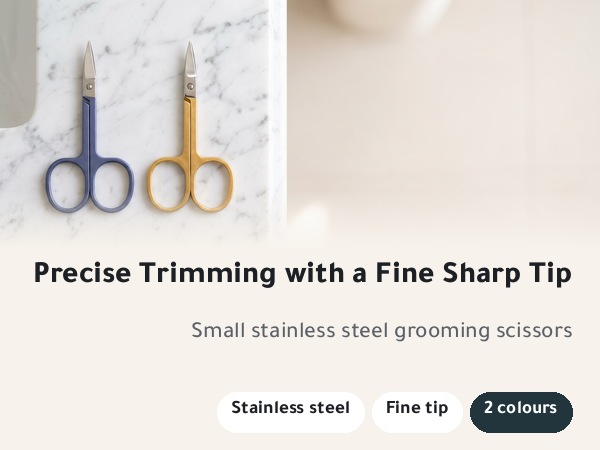 Precise Trimming with a Fine Sharp Tip
Small stainless steel grooming scissors
Stainless steel
Fine tip
2 colours